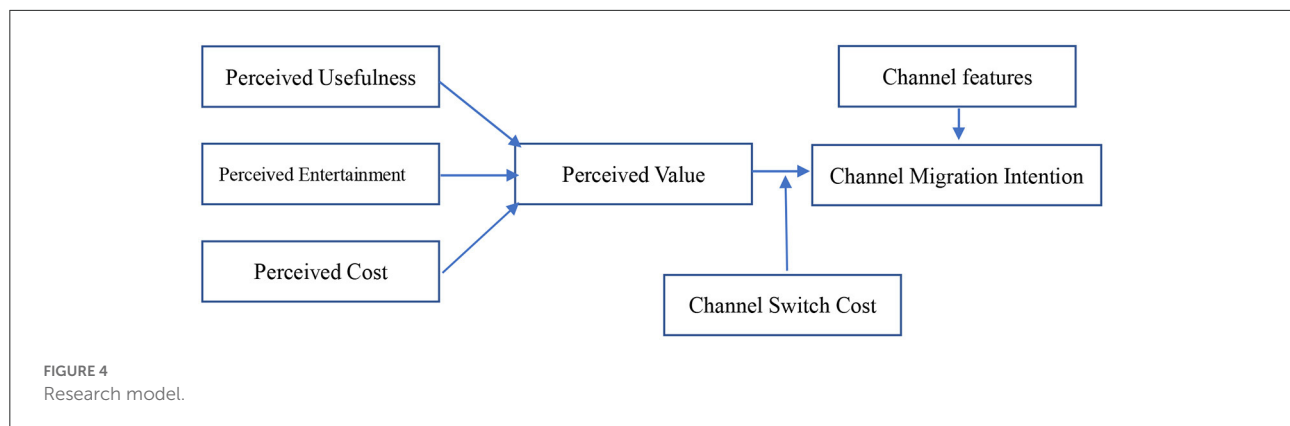 Perceived Usefulness
Channel features
Perceived Entertainment
Perceived Value
Channel Migration Intention
Perceived Cost
Channel Switch Cost
FIGURE 4
Research model.